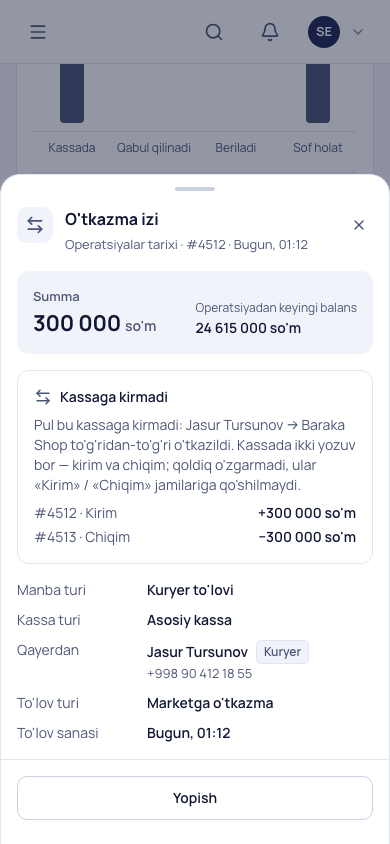 SE
Kassada
Qabul qilinadi
Beriladi
Sof holat
O'tkazma izi
Operatsiyalar tarixi · #4512 · Bugun, 01:12
Summa
300 000 so'm
Operatsiyadan keyingi balans
24 615 000 so'm
Kassaga kirmadi
Pul bu kassaga kirmadi: Jasur Tursunov → Baraka
Shop to'g'ridan-to'g'ri o'tkazildi. Kassada ikki yozuv
bor — kirim va chiqim; qoldiq o'zgarmadi, ular
«Kirim» / «Chiqim» jamilariga qo'shilmaydi.
#4512 · Kirim +300 000 so'm
#4513 · Chiqim −300 000 so'm
Manba turi Kuryer to'lovi
Kassa turi Asosiy kassa
Qayerdan Jasur Tursunov Kuryer
+998 90 412 18 55
To'lov turi Marketga o'tkazma
To'lov sanasi Bugun, 01:12
Yopish